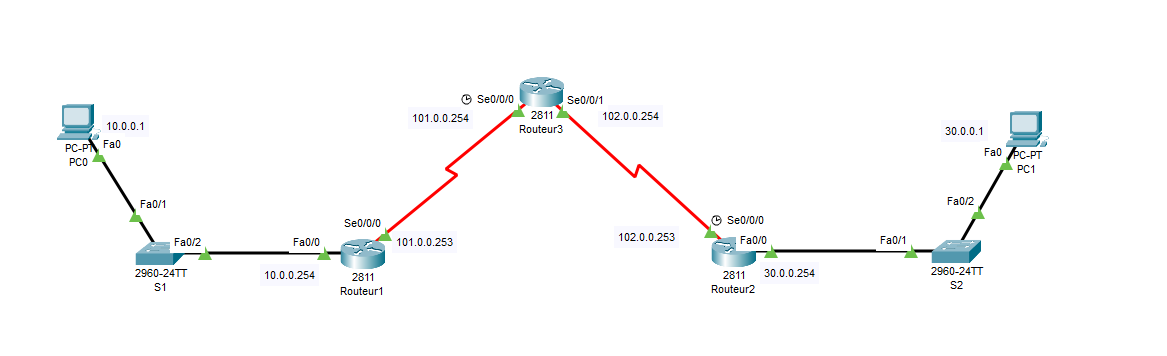 10.0.0.1
Fa0
PC-PT
PC0
Fa0/1
Fa0/2
2960-24TT
S1
Fa0/0
10.0.0.254
Se0/0/0
101.0.0.253
2811
Routeur1
Se0/0/0
101.0.0.254
2811
Routeur3
Se0/0/1
102.0.0.254
102.0.0.253
Se0/0/0
Fa0/0
2811
Routeur2
30.0.0.254
Fa0/1
2960-24TT
S2
Fa0/2
30.0.0.1
Fa0
PC-PT
PC1